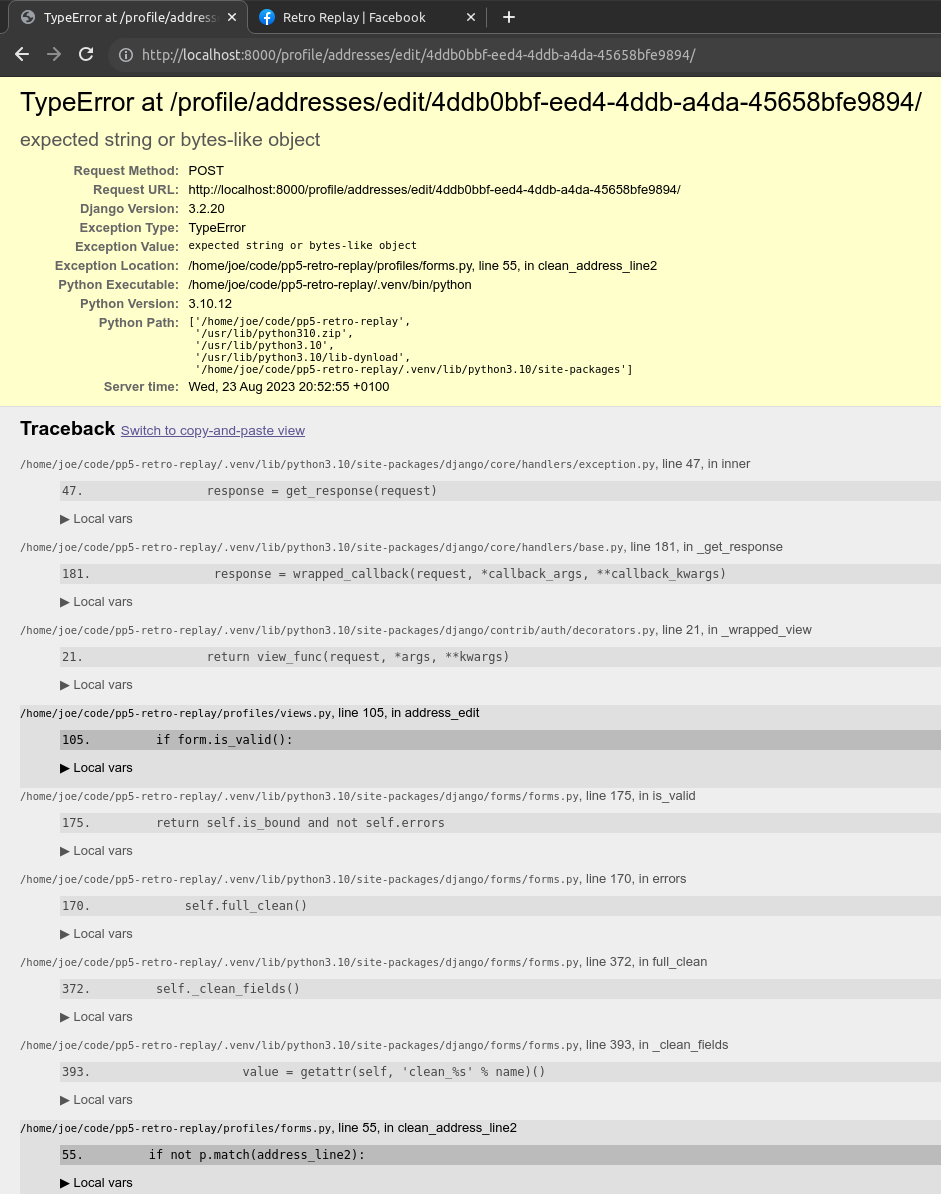 TypeError at /profile/address
Retro Replay | Facebook
http://localhost:8000/profile/addresses/edit/4ddb0bbf-eed4-4ddb-a4da-45658bfe9894/
TypeError at /profile/addresses/edit/4ddb0bbf-eed4-4ddb-a4da-45658bfe9894/
expected string or bytes-like object
Request Method: POST
Request URL: http://localhost:8000/profile/addresses/edit/4ddb0bbf-eed4-4ddb-a4da-45658bfe9894/
Django Version: 3.2.20
Exception Type: TypeError
Exception Value: expected string or bytes-like object
Exception Location: /home/joe/code/pp5-retro-replay/profiles/forms.py, line 55, in clean_address_line2
Python Executable: /home/joe/code/pp5-retro-replay/.venv/bin/python
Python Version: 3.10.12
Python Path: ['/home/joe/code/pp5-retro-replay',
'/usr/lib/python310.zip',
'/usr/lib/python3.10',
'/usr/lib/python3.10/lib-dynload',
'/home/joe/code/pp5-retro-replay/.venv/lib/python3.10/site-packages']
Server time: Wed, 23 Aug 2023 20:52:55 +0100
Traceback Switch to copy-and-paste view
/home/joe/code/pp5-retro-replay/.venv/lib/python3.10/site-packages/django/core/handlers/exception.py, line 47, in inner
47. response = get_response(request)
▶ Local vars
/home/joe/code/pp5-retro-replay/.venv/lib/python3.10/site-packages/django/core/handlers/base.py, line 181, in _get_response
181. response = wrapped_callback(request, *callback_args, **callback_kwargs)
▶ Local vars
/home/joe/code/pp5-retro-replay/.venv/lib/python3.10/site-packages/django/contrib/auth/decorators.py, line 21, in _wrapped_view
21. return view_func(request, *args, **kwargs)
▶ Local vars
/home/joe/code/pp5-retro-replay/profiles/views.py, line 105, in address_edit
105. if form.is_valid():
▶ Local vars
/home/joe/code/pp5-retro-replay/.venv/lib/python3.10/site-packages/django/forms/forms.py, line 175, in is_valid
175. return self.is_bound and not self.errors
▶ Local vars
/home/joe/code/pp5-retro-replay/.venv/lib/python3.10/site-packages/django/forms/forms.py, line 170, in errors
170. self.full_clean()
▶ Local vars
/home/joe/code/pp5-retro-replay/.venv/lib/python3.10/site-packages/django/forms/forms.py, line 372, in full_clean
372. self._clean_fields()
▶ Local vars
/home/joe/code/pp5-retro-replay/.venv/lib/python3.10/site-packages/django/forms/forms.py, line 393, in _clean_fields
393. value = getattr(self, 'clean_%s' % name)()
▶ Local vars
/home/joe/code/pp5-retro-replay/profiles/forms.py, line 55, in clean_address_line2
55. if not p.match(address_line2):
▶ Local vars